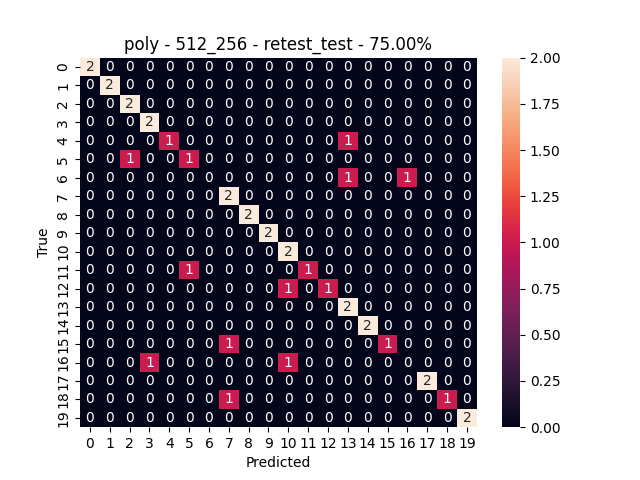 poly - 512_256 - retest_test - 75.00%
True
0 2 0 0 0 0 0 0 0 0 0 0 0 0 0 0 0 0 0 0 0
1 0 2 0 0 0 0 0 0 0 0 0 0 0 0 0 0 0 0 0 0
2 0 0 2 0 0 0 0 0 0 0 0 0 0 0 0 0 0 0 0 0
3 0 0 0 2 0 0 0 0 0 0 0 0 0 0 0 0 0 0 0 0
4 0 0 0 0 1 0 0 0 0 0 0 0 0 1 0 0 0 0 0 0
5 0 0 1 0 0 1 0 0 0 0 0 0 0 0 0 0 0 0 0 0
6 0 0 0 0 0 0 0 0 0 0 0 0 0 1 0 0 1 0 0 0
7 0 0 0 0 0 0 0 2 0 0 0 0 0 0 0 0 0 0 0 0
8 0 0 0 0 0 0 0 0 2 0 0 0 0 0 0 0 0 0 0 0
9 0 0 0 0 0 0 0 0 0 2 0 0 0 0 0 0 0 0 0 0
10 0 0 0 0 0 0 0 0 0 0 2 0 0 0 0 0 0 0 0 0
11 0 0 0 0 0 1 0 0 0 0 0 1 0 0 0 0 0 0 0 0
12 0 0 0 0 0 0 0 0 0 0 1 0 1 0 0 0 0 0 0 0
13 0 0 0 0 0 0 0 0 0 0 0 0 0 2 0 0 0 0 0 0
14 0 0 0 0 0 0 0 0 0 0 0 0 0 0 2 0 0 0 0 0
15 0 0 0 0 0 0 0 1 0 0 0 0 0 0 0 1 0 0 0 0
16 0 0 0 1 0 0 0 0 0 0 1 0 0 0 0 0 0 0 0 0
17 0 0 0 0 0 0 0 0 0 0 0 0 0 0 0 0 0 2 0 0
18 0 0 0 0 0 0 0 1 0 0 0 0 0 0 0 0 0 0 1 0
19 0 0 0 0 0 0 0 0 0 0 0 0 0 0 0 0 0 0 0 2
0 1 2 3 4 5 6 7 8 9 10 11 12 13 14 15 16 17 18 19
Predicted
2.00
1.75
1.50
1.25
1.00
0.75
0.50
0.25
0.00